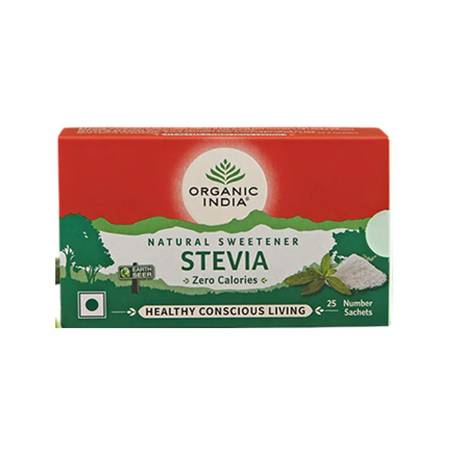 ORGANIC
INDIA®
NATURAL SWEETENER
STEVIA
Zero Calories
EARTH
SEER
25 Number
Sachets
HEALTHY CONSCIOUS LIVING